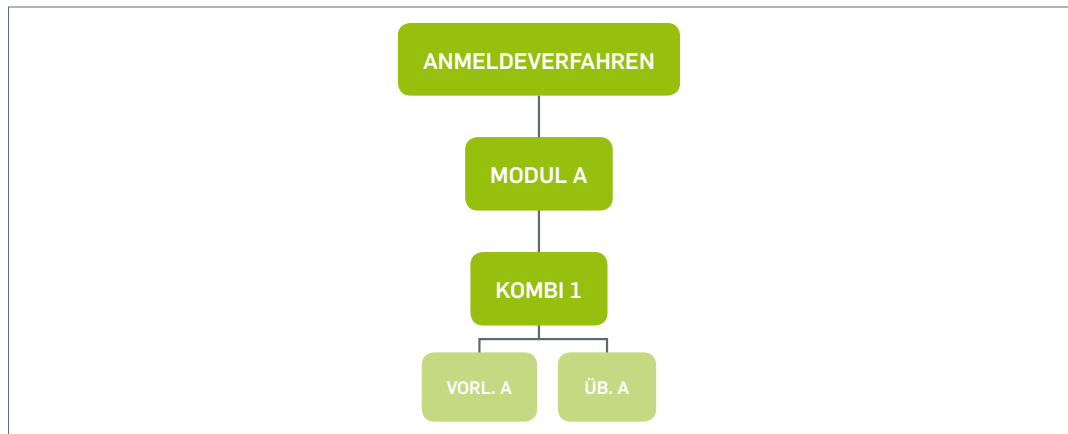 ANMELDEVERFAHREN
MODUL A
KOMBI 1
VORL. A
ÜB. A